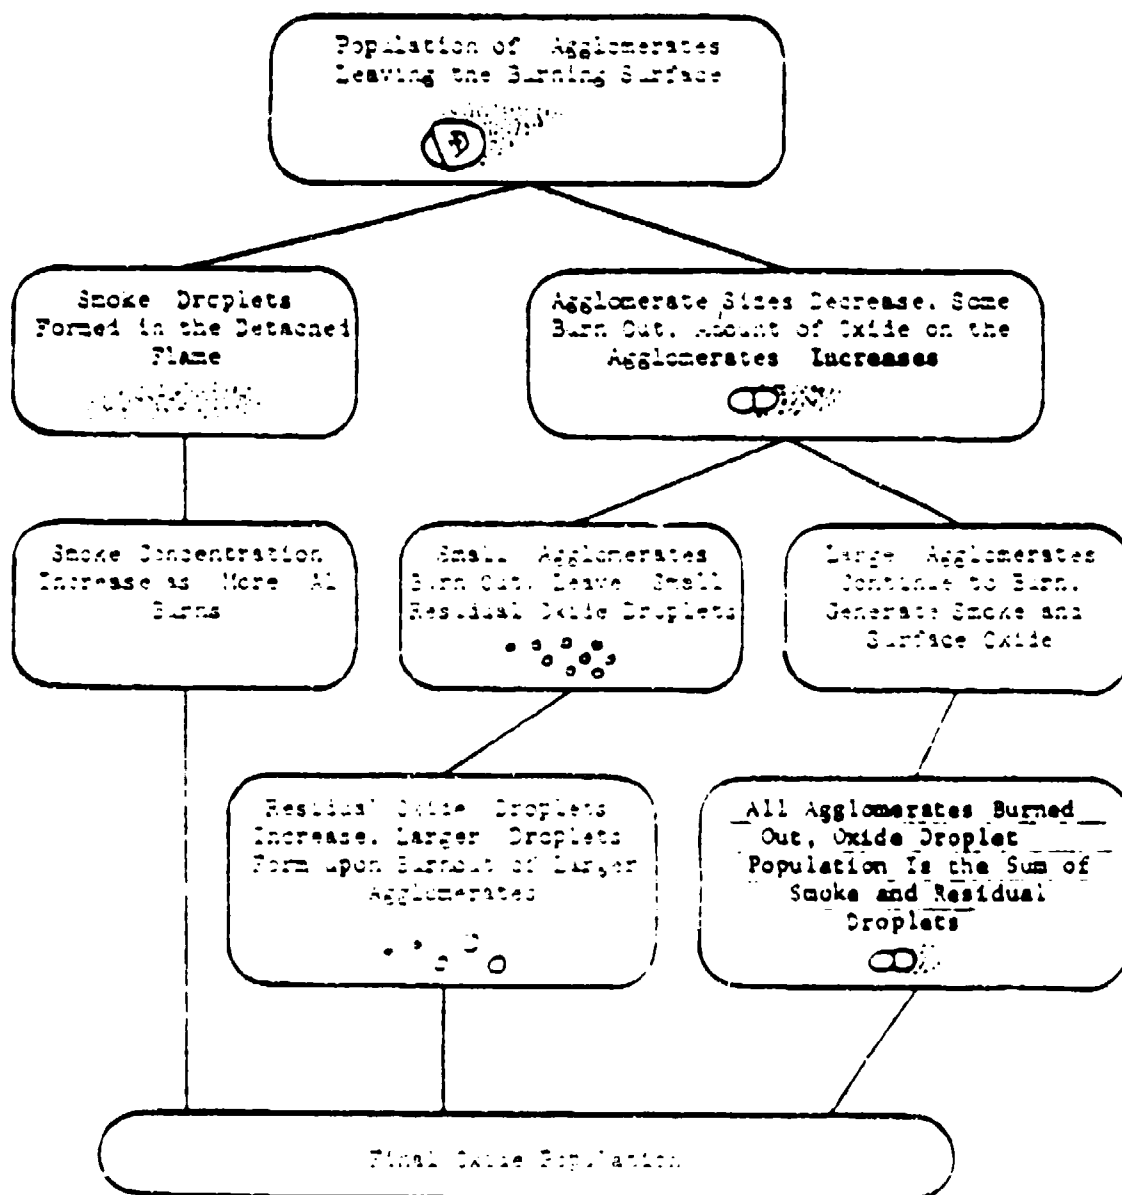 Population of Agglomerates
Leaving the Burning Surface
Smoke Droplets
Formed in the Detached
Flame
Agglomerate Sizes Decrease, Some
Burn Out, Amount of Oxide on the
Agglomerates Increases
Smoke Concentration
Increase as More Al
Burns
Small Agglomerates
Burn Out, Leave Small
Residual Oxide Droplets
Large Agglomerates
Continue to Burn,
Generate Smoke and
Surface Oxide
Residual Oxide Droplets
Increase, Larger Droplets
Form upon Burnout of Larger
Agglomerates
All Agglomerates Burned
Out, Oxide Droplet
Population Is the Sum of
Smoke and Residual
Droplets
Final Oxide Population